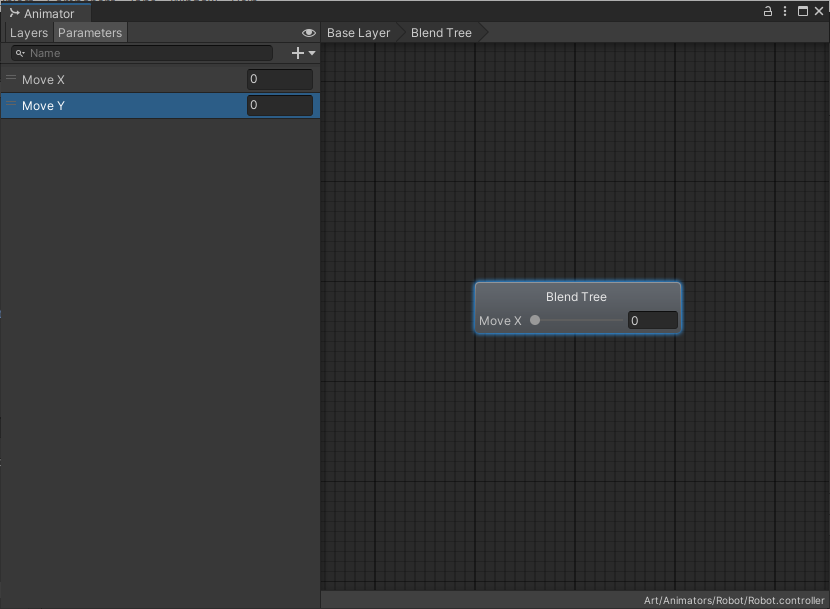 Animator
Layers Parameters Base Layer Blend Tree
Name
Move X 0
Move Y 0
Blend Tree
Move X 0
Art/Animators/Robot/Robot.controller